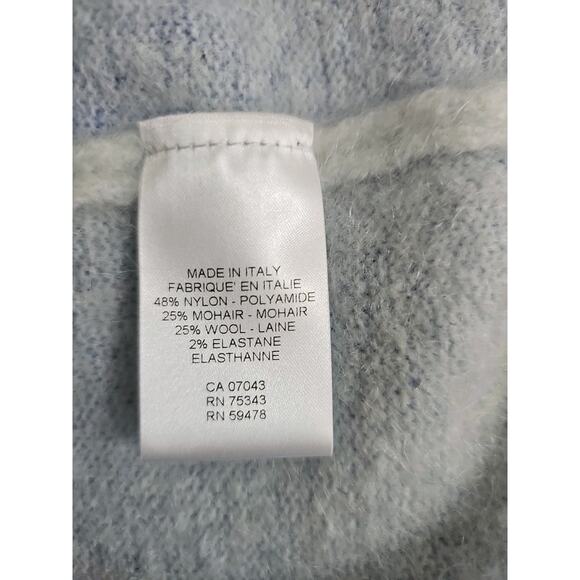 MADE IN ITALY
FABRIQUE' EN ITALIE
48% NYLON - POLYAMIDE
25% MOHAIR - MOHAIR
25% WOOL - LAINE
2% ELASTANE
ELASTHANNE
CA 07043
RN 75343
RN 59478